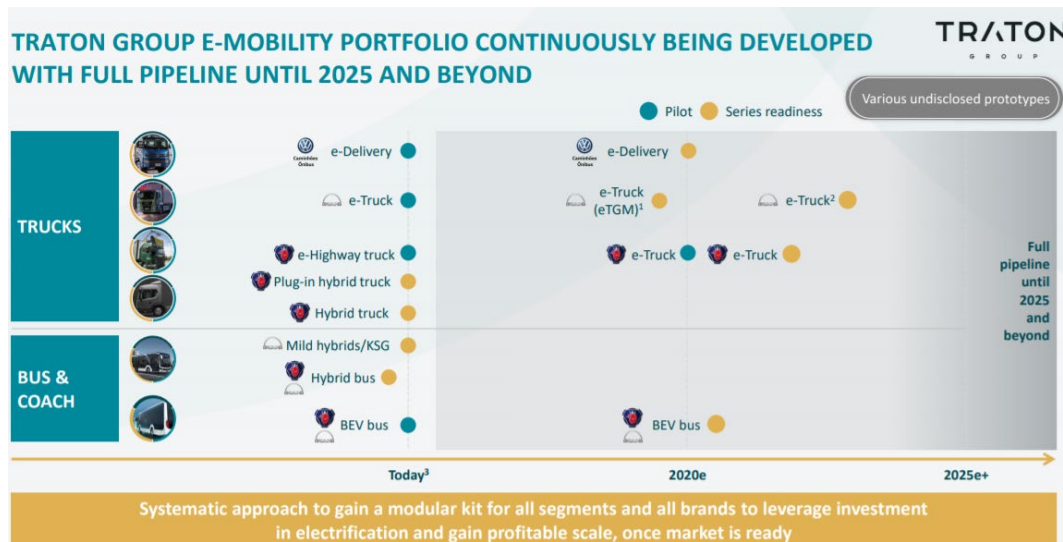 TRATON GROUP E-MOBILITY PORTFOLIO CONTINUOUSLY BEING DEVELOPED
WITH FULL PIPELINE UNTIL 2025 AND BEYOND
TRATON
GROUP
Various undisclosed prototypes
Pilot
Series readiness
TRUCKS
Caminhões
Ônibus
e-Delivery
Caminhões
Ônibus
e-Delivery
e-Truck
e-Truck
(eTGM)¹
e-Truck²
e-Highway truck
e-Truck
e-Truck
Plug-in hybrid truck
Hybrid truck
Full
pipeline
until
2025
and
beyond
BUS &
COACH
Mild hybrids/KSG
Hybrid bus
BEV bus
BEV bus
Today³
2020e
2025e+
Systematic approach to gain a modular kit for all segments and all brands to leverage investment
in electrification and gain profitable scale, once market is ready